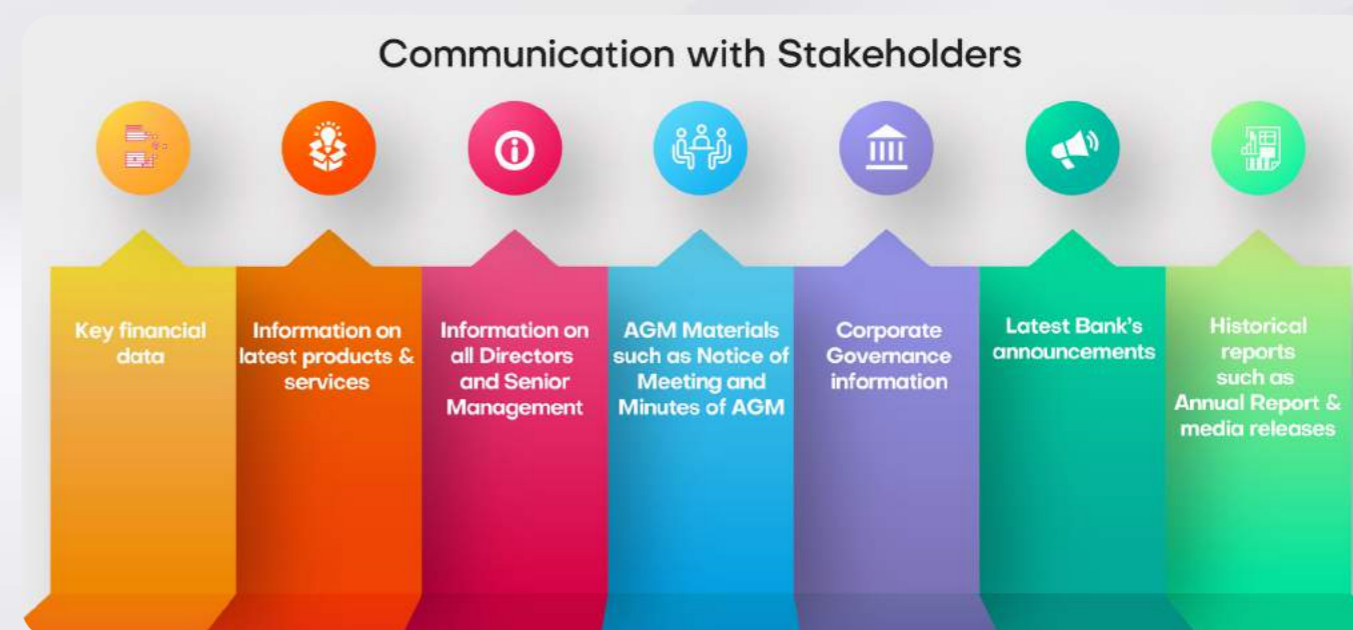 Communication with Stakeholders
Key financial
data
Information on
latest products &
services
Information on
all Directors
and Senior
Management
AGM Materials
such as Notice of
Meeting and
Minutes of AGM
Corporate
Governance
information
Latest Bank's
announcements
Historical
reports
such as
Annual Report &
media releases